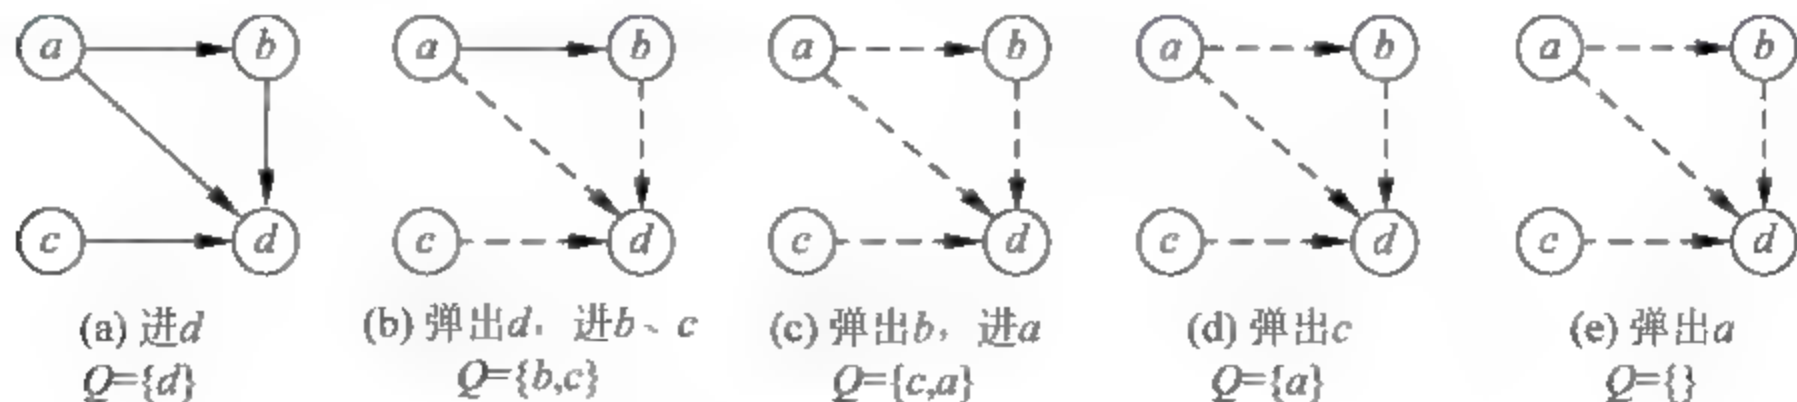 a b a b a b a b a b
c d c d c d c d c d
(a) 进d (b) 弹出d，进b、c (c) 弹出b，进a (d) 弹出c (e) 弹出a
Q={d} Q={b,c} Q={c,a} Q={a} Q={}